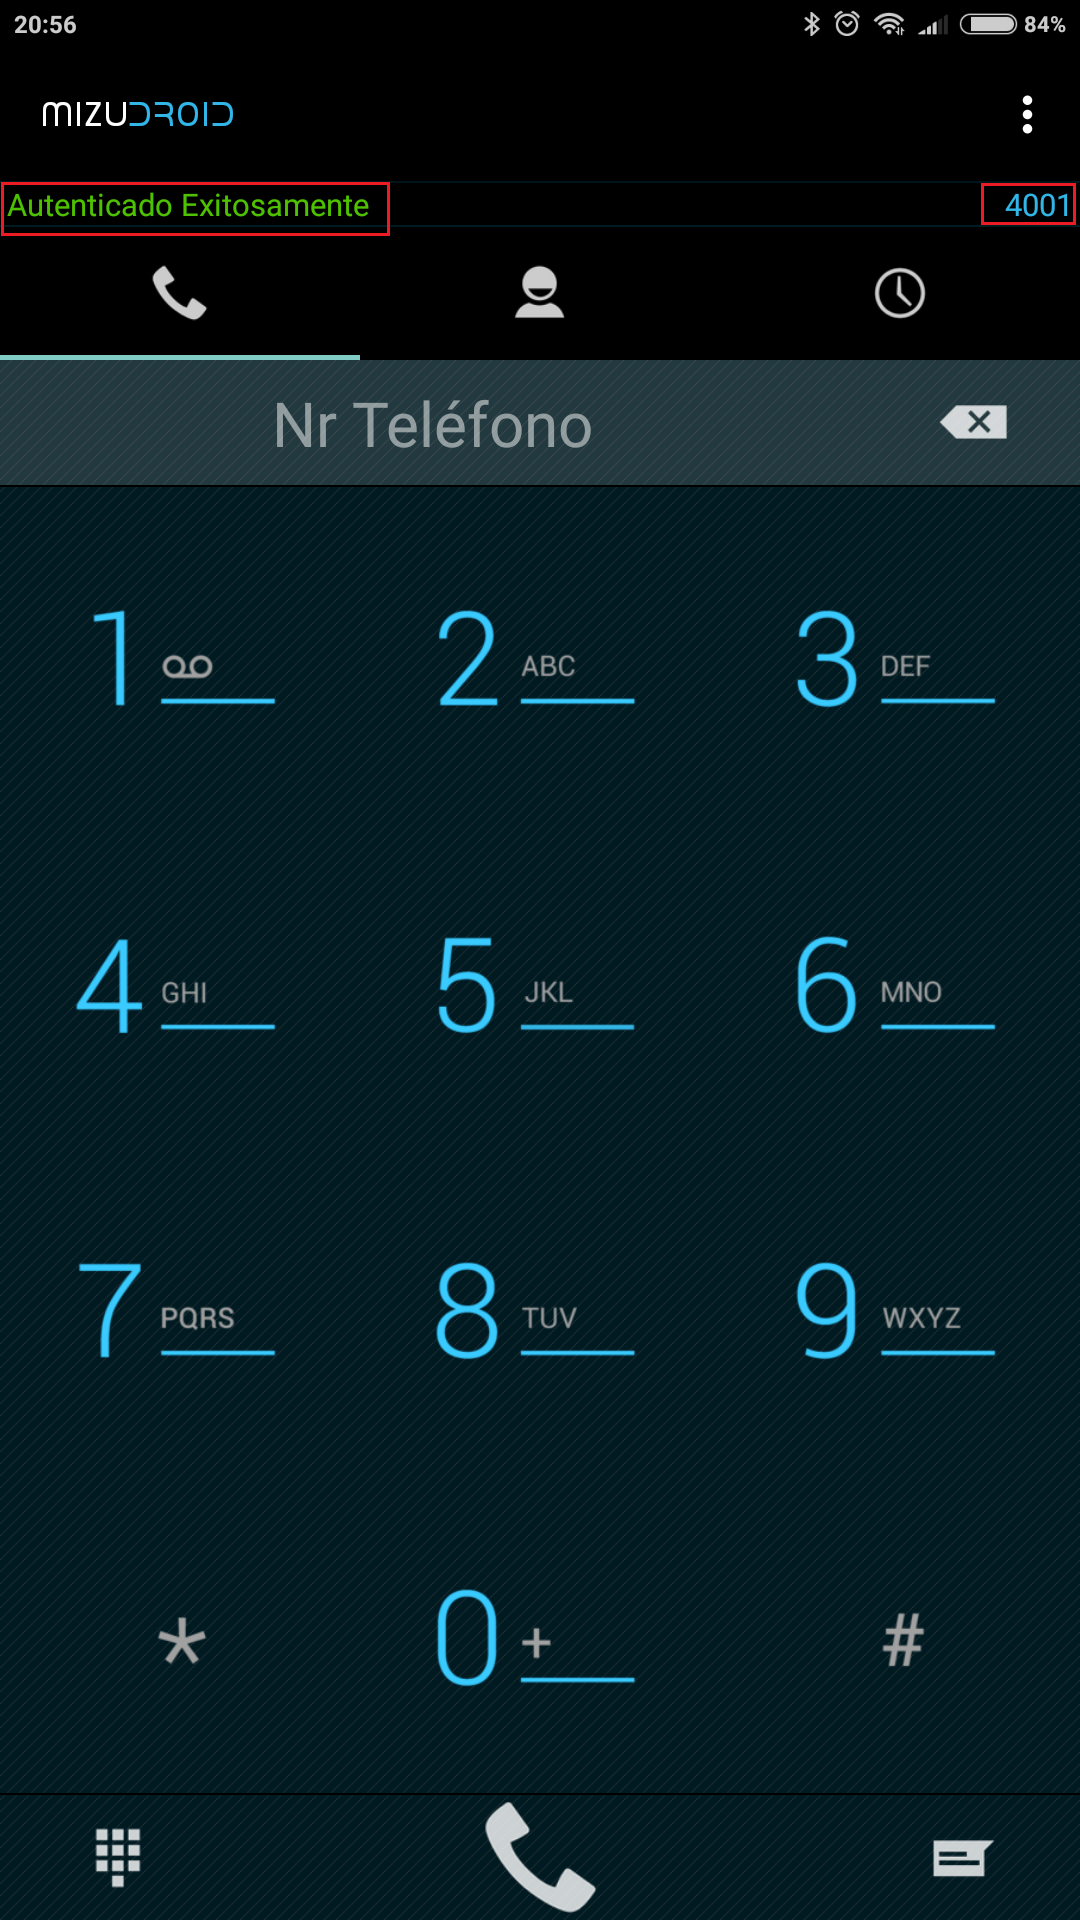 20:56 84%
MIZUDROID
Autenticado Exitosamente 4001
Nr Teléfono
1 2 ABC 3 DEF
4 GHI 5 JKL 6 MNO
7 PQRS 8 TUV 9 WXYZ
* 0 + #